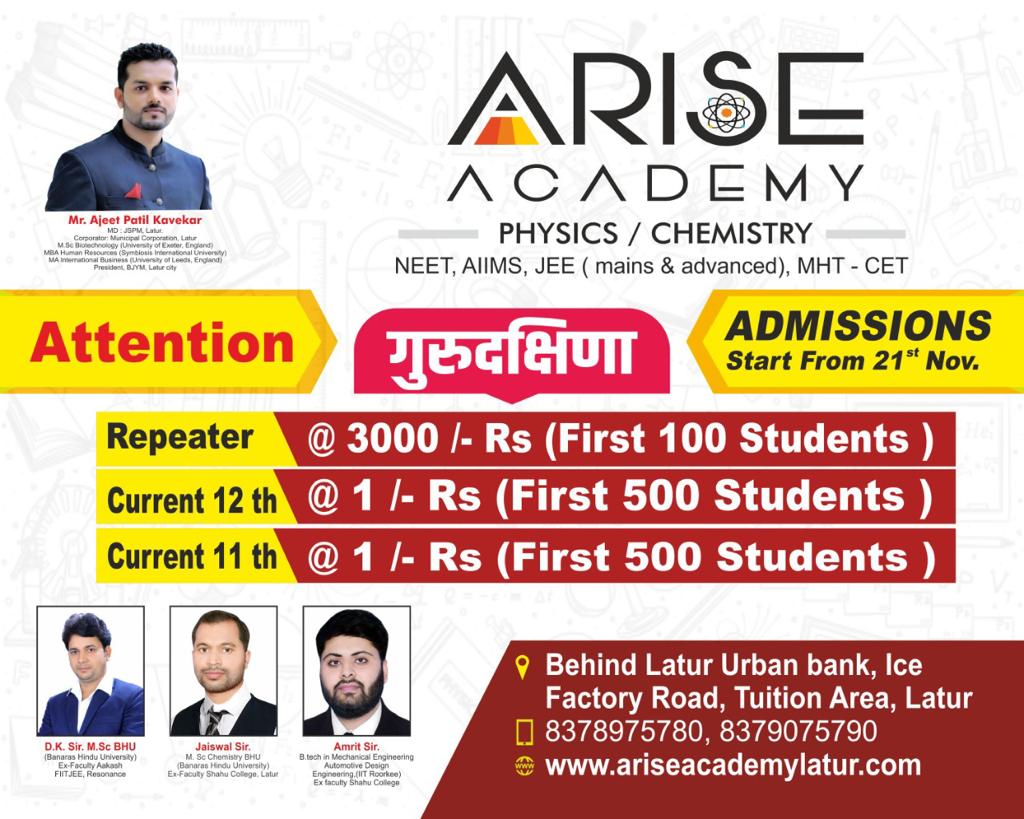 ARISE
ACADEMY
PHYSICS / CHEMISTRY
NEET, AIIMS, JEE ( mains & advanced), MHT - CET
Mr. Ajeet Patil Kavekar
MD : JSPM, Latur.
Corporator: Municipal Corporation, Latur
M.Sc Biotechnology (University of Exeter, England)
MBA Human Resources (Symbiosis International University)
MA International Business (University of Leeds, England)
President, BJYM, Latur city
Attention
गुरुदक्षिणा
ADMISSIONS
Start From 21st Nov.
Repeater @ 3000 /- Rs (First 100 Students )
Current 12 th @ 1 /- Rs (First 500 Students )
Current 11 th @ 1 /- Rs (First 500 Students )
D.K. Sir. M.Sc BHU
(Banaras Hindu University)
Ex-Faculty Aakash
FIITJEE, Resonance
Jaiswal Sir.
M. Sc Chemistry BHU
(Banaras Hindu University)
Ex-Faculty Shahu College, Latur
Amrit Sir.
B.tech in Mechanical Engineering
Automotive Design
Engineering,(IIT Roorkee)
Ex faculty Shahu College
Behind Latur Urban bank, Ice
Factory Road, Tuition Area, Latur
8378975780, 8379075790
www.ariseacademylatur.com